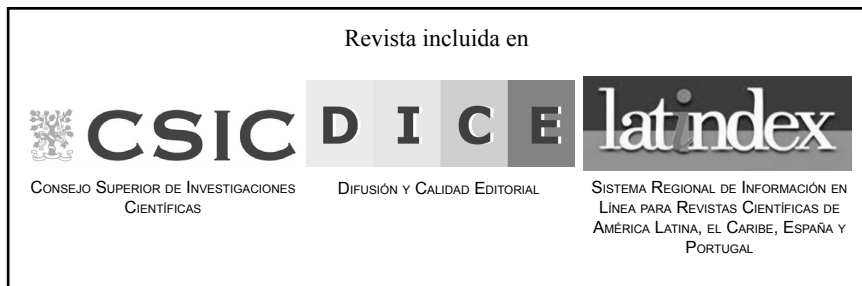 Revista incluida en
CSIC
CONSEJO SUPERIOR DE INVESTIGACIONES
CIENTÍFICAS
DICE
DIFUSIÓN Y CALIDAD EDITORIAL
latindex
SISTEMA REGIONAL DE INFORMACIÓN EN
LÍNEA PARA REVISTAS CIENTÍFICAS DE
AMÉRICA LATINA, EL CARIBE, ESPAÑA Y
PORTUGAL